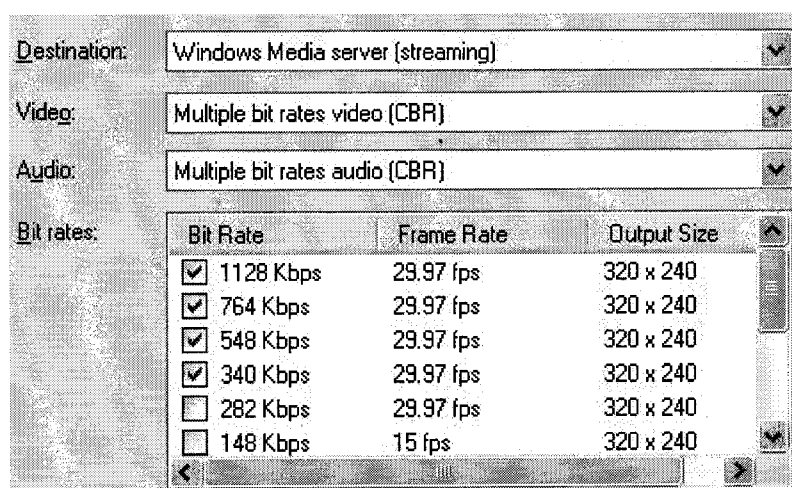 Destination: Windows Media server (streaming)
Video: Multiple bit rates video (CBR)
Audio: Multiple bit rates audio (CBR)
Bit rates: Bit Rate Frame Rate Output Size
1128 Kbps 29.97 fps 320 x 240
764 Kbps 29.97 fps 320 x 240
548 Kbps 29.97 fps 320 x 240
340 Kbps 29.97 fps 320 x 240
282 Kbps 29.97 fps 320 x 240
148 Kbps 15 fps 320 x 240